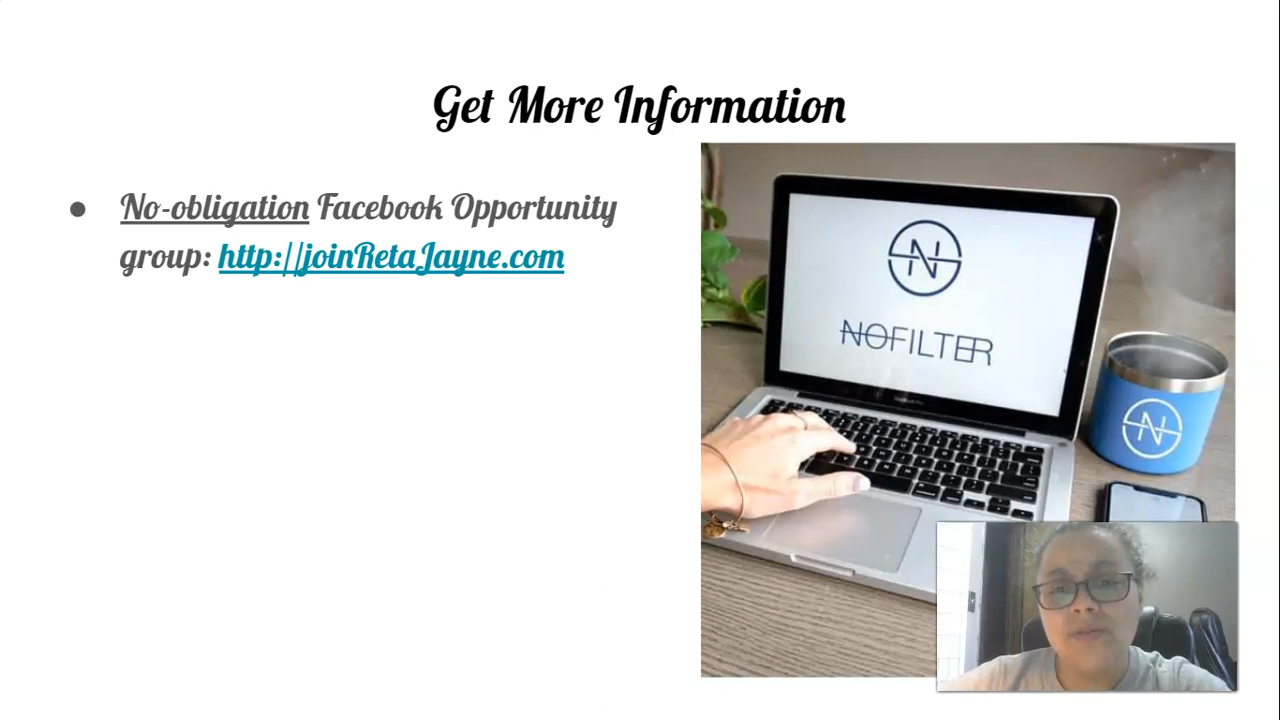 Get More Information
● No-obligation Facebook Opportunity
group: http://joinRetaJayne.com
N
NOFILTER
N